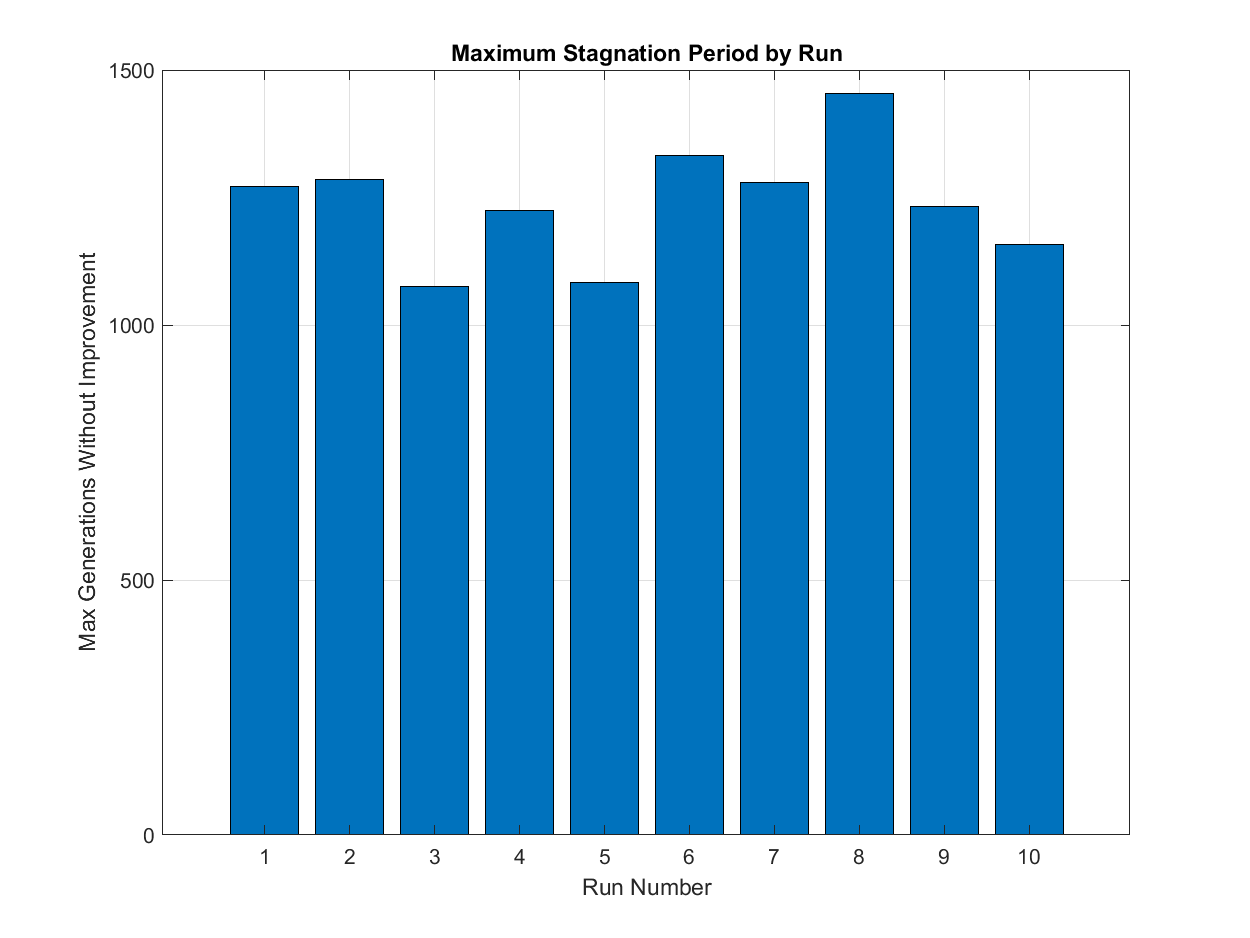 Maximum Stagnation Period by Run
1500
1000
500
0
Max Generations Without Improvement
1 2 3 4 5 6 7 8 9 10
Run Number